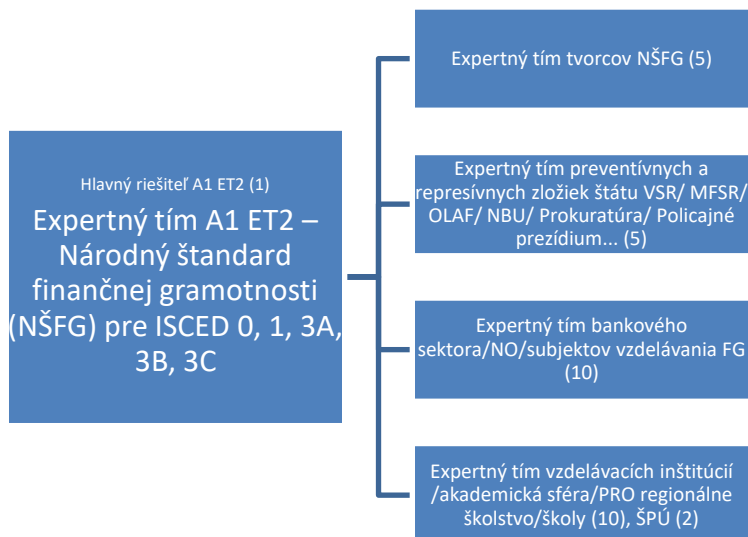 Hlavný riešiteľ A1 ET2 (1)
Expertný tím A1 ET2 –
Národný štandard
finančnej gramotnosti
(NŠFG) pre ISCED 0, 1, 3A,
3B, 3C
Expertný tím tvorcov NŠFG (5)
Expertný tím preventívnych a
represívnych zložiek štátu VSR/ MFSR/
OLAF/ NBU/ Prokuratúra/ Policajné
prezídium... (5)
Expertný tím bankového
sektora/NO/subjektov vzdelávania FG
(10)
Expertný tím vzdelávacích inštitúcií
/akademická sféra/PRO regionálne
školstvo/školy (10), ŠPÚ (2)